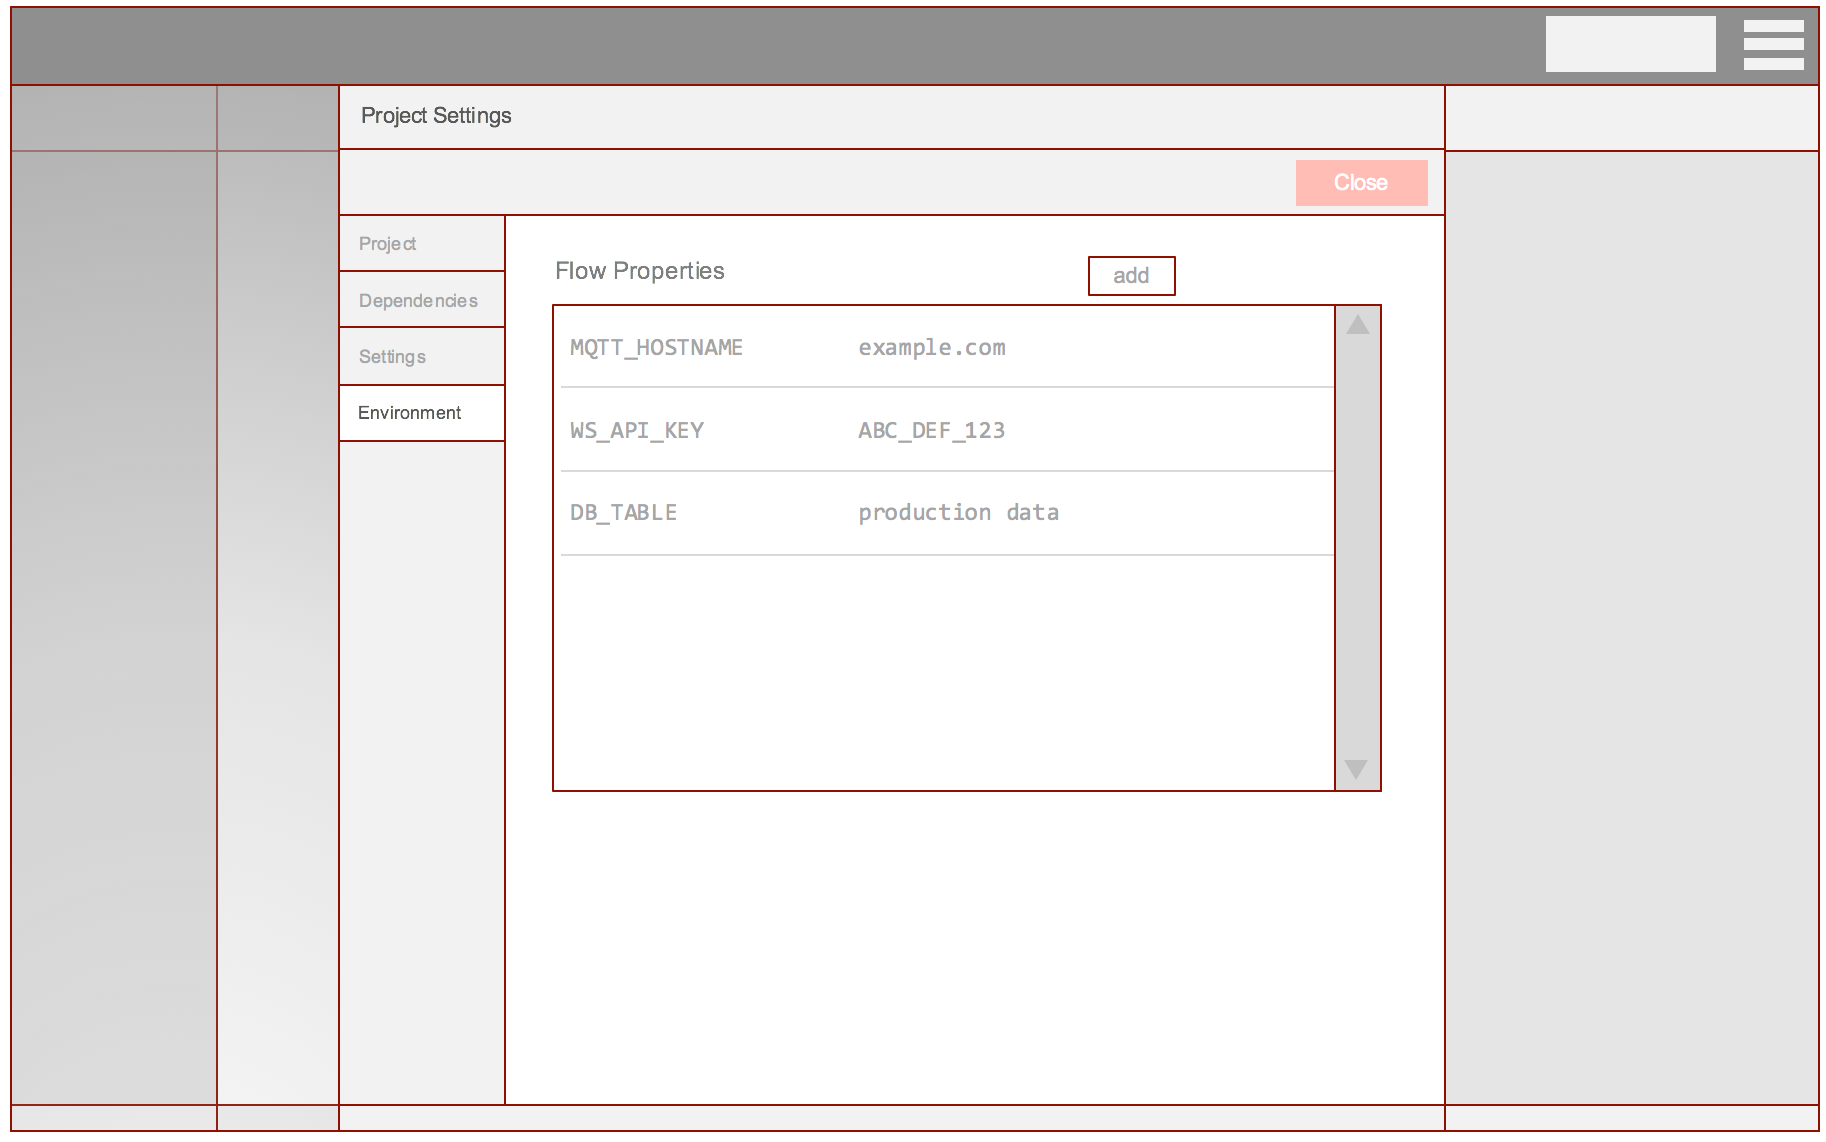 Project Settings
Close
Project
Dependencies
Settings
Environment
Flow Properties
add
MQTT_HOSTNAME example.com
WS_API_KEY ABC_DEF_123
DB_TABLE production data